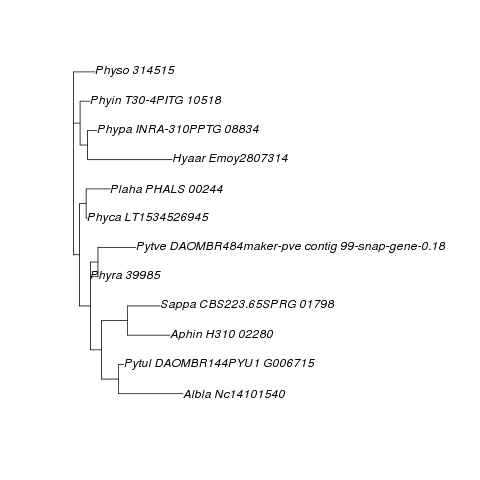 Physo 314515
Phyin T30-4PITG 10518
Phypa INRA-310PPTG 08834
Hyaar Emoy2807314
Plaha PHALS 00244
Phyca LT1534526945
Pytve DAOMBR484maker-pve contig 99-snap-gene-0.18
Phyra 39985
Sappa CBS223.65SPRG 01798
Aphin H310 02280
Pytul DAOMBR144PYU1 G006715
Albla Nc14101540